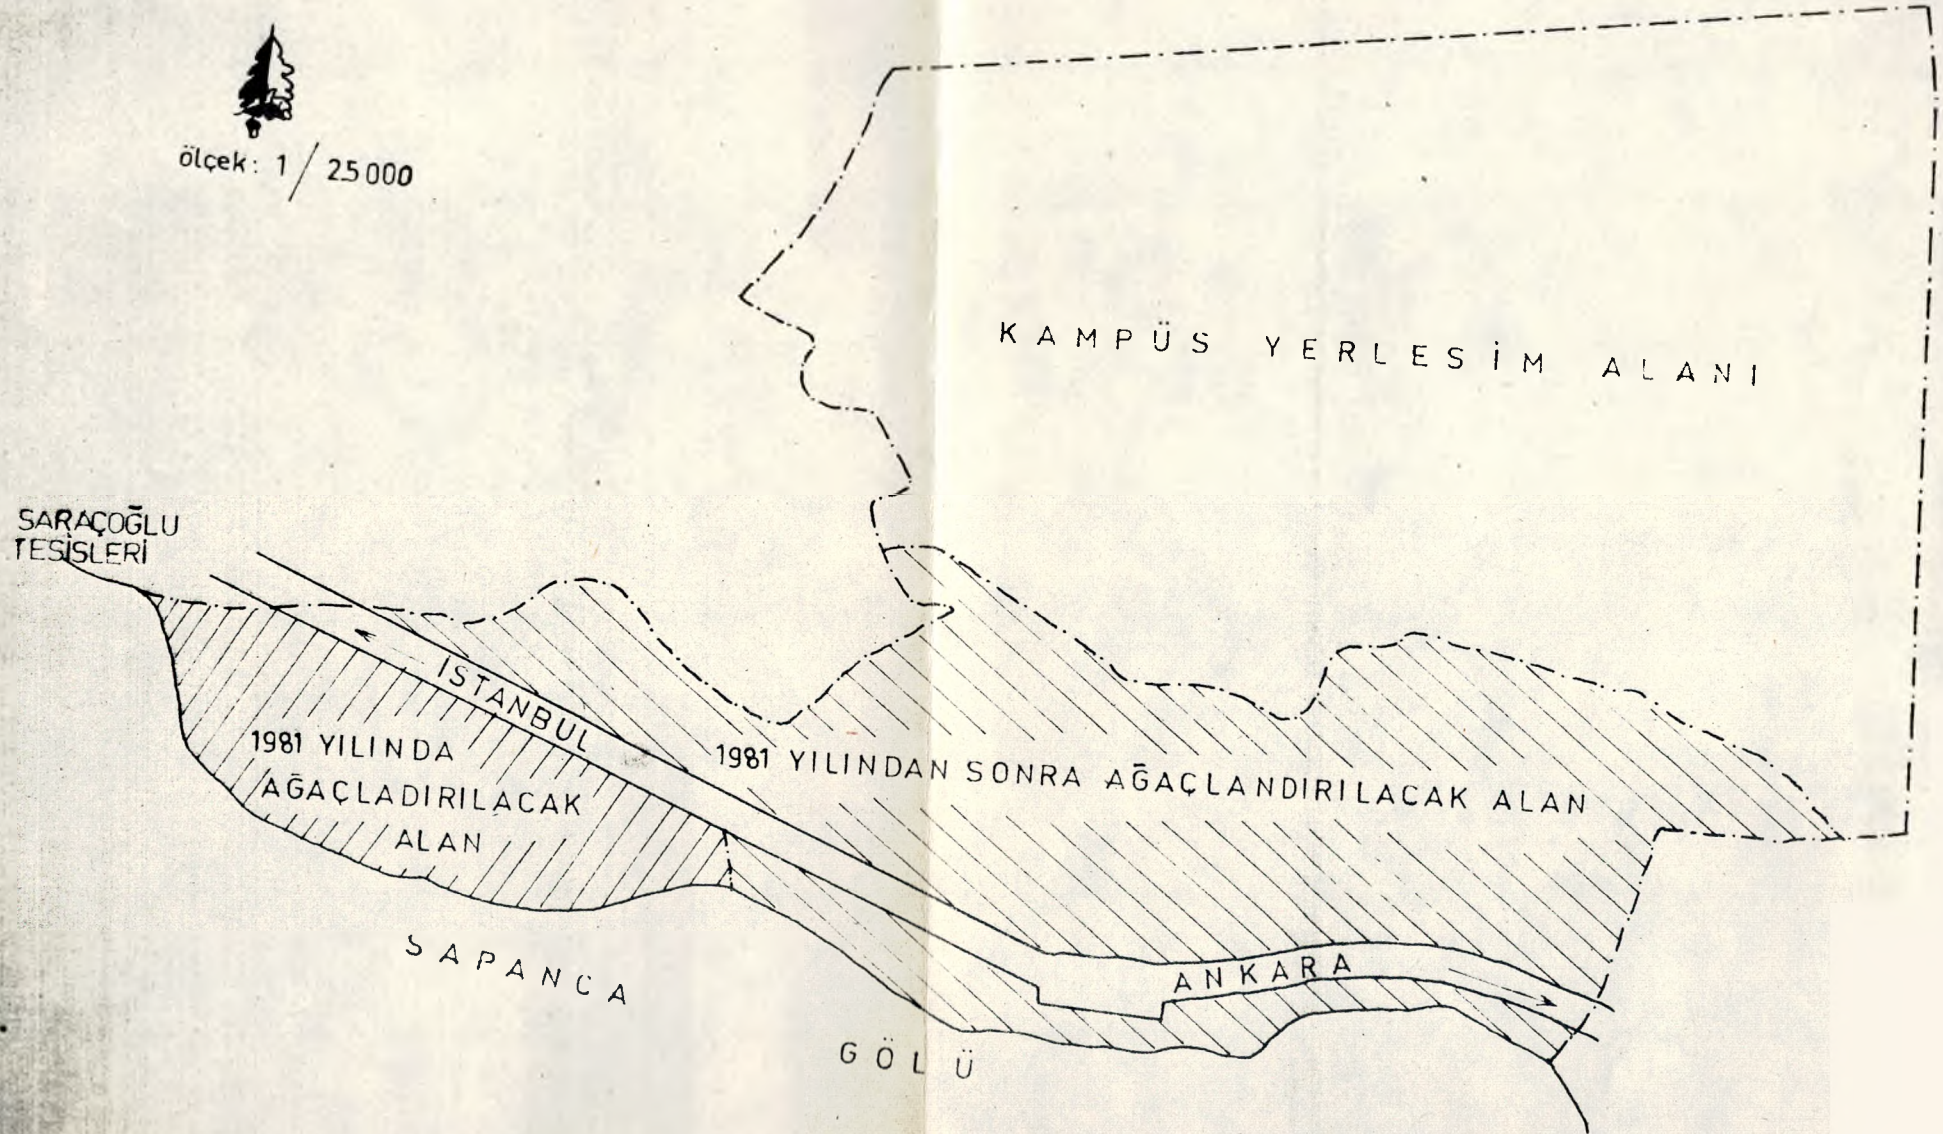 ölçek: 1/25000
KAMPÜS YERLESİM ALANI
SARAÇOĞLU
TESİSLERİ
İSTANBUL
1981 YILINDA
AĞAÇLADIRILACAK
ALAN
1981 YILINDAN SONRA AĞAÇLANDIRILACAK ALAN
ANKARA
SAPANCA
GÖLÜ